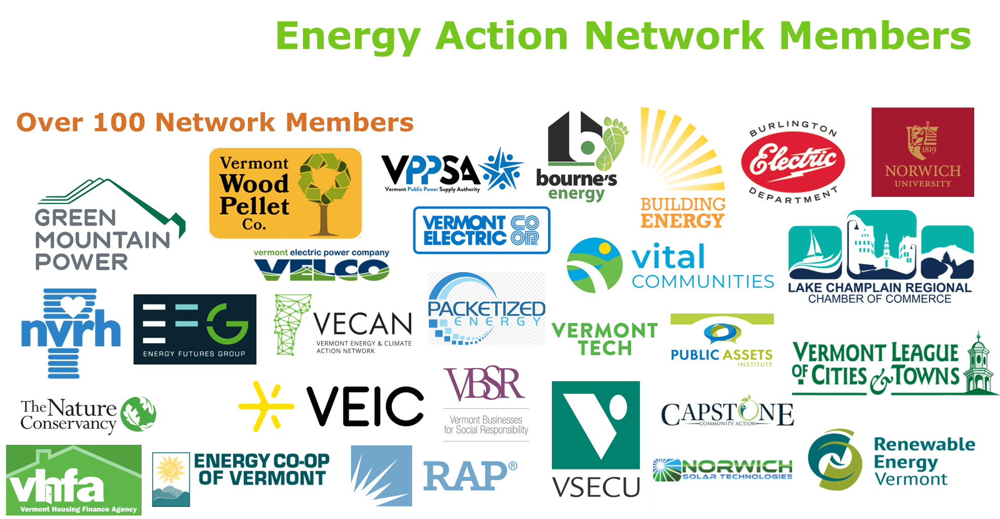 Energy Action Network Members
Over 100 Network Members
GREEN
MOUNTAIN
POWER
Vermont
Wood
Pellet
Co.
VPPSA
Vermont Public Power Supply Authority
bourne's
energy
BUILDING
ENERGY
BURLINGTON
Electric
DEPARTMENT
1819
NORWICH
UNIVERSITY
vermont electric power company
VELCO
VERMONT
ELECTRIC
CO
OP
INC
vital
COMMUNITIES
LAKE CHAMPLAIN REGIONAL
CHAMBER OF COMMERCE
nvrh
EFG
ENERGY FUTURES GROUP
VECAN
VERMONT ENERGY & CLIMATE
ACTION NETWORK
PACKETIZED
ENERGY
VERMONT
TECH
PUBLIC ASSETS
INSTITUTE
VERMONT LEAGUE
OF CITIES & TOWNS
The Nature
Conservancy
VEIC
VBSR
Vermont Businesses
for Social Responsibility
VSECU
CAPSTONE
COMMUNITY ACTION
vhfa
Vermont Housing Finance Agency
ENERGY CO-OP
OF VERMONT
RAP®
NORWICH
SOLAR TECHNOLOGIES
Renewable
Energy
Vermont